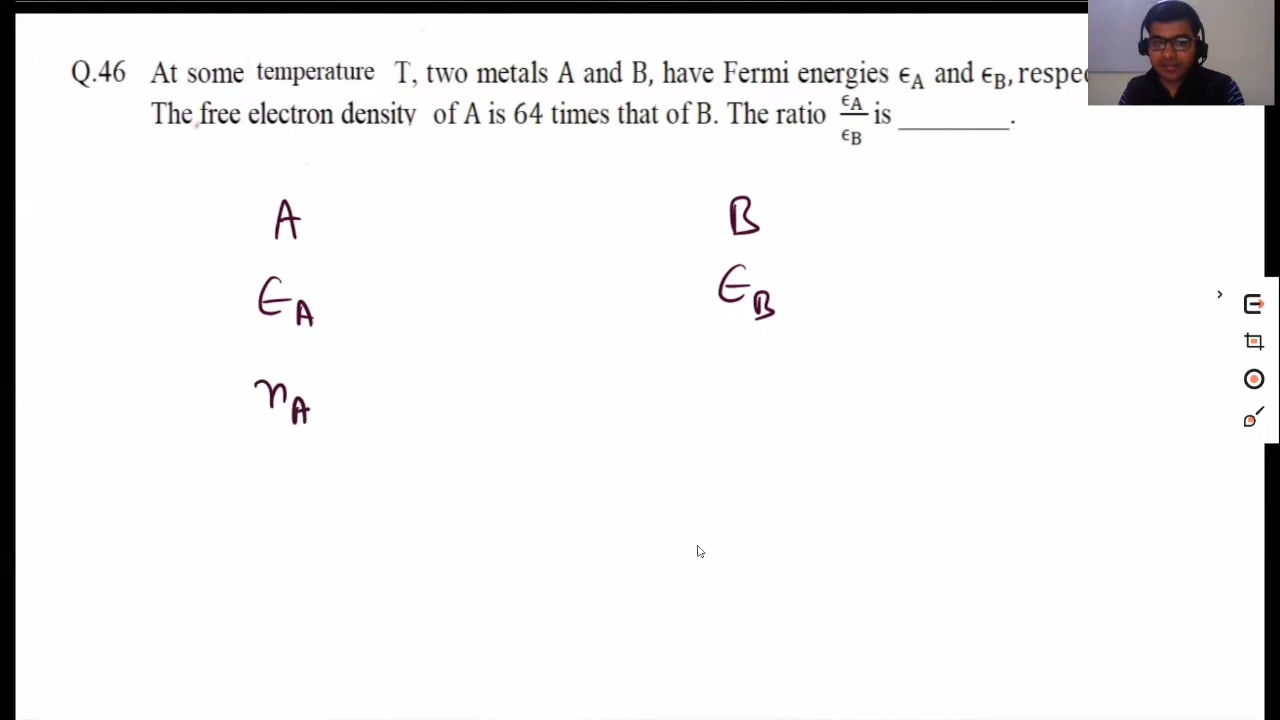 Q.46 At some temperature T, two metals A and B, have Fermi energies ϵA and ϵB, respec
The free electron density of A is 64 times that of B. The ratio ϵA/ϵB is ________.
A B
ϵA ϵB
nA